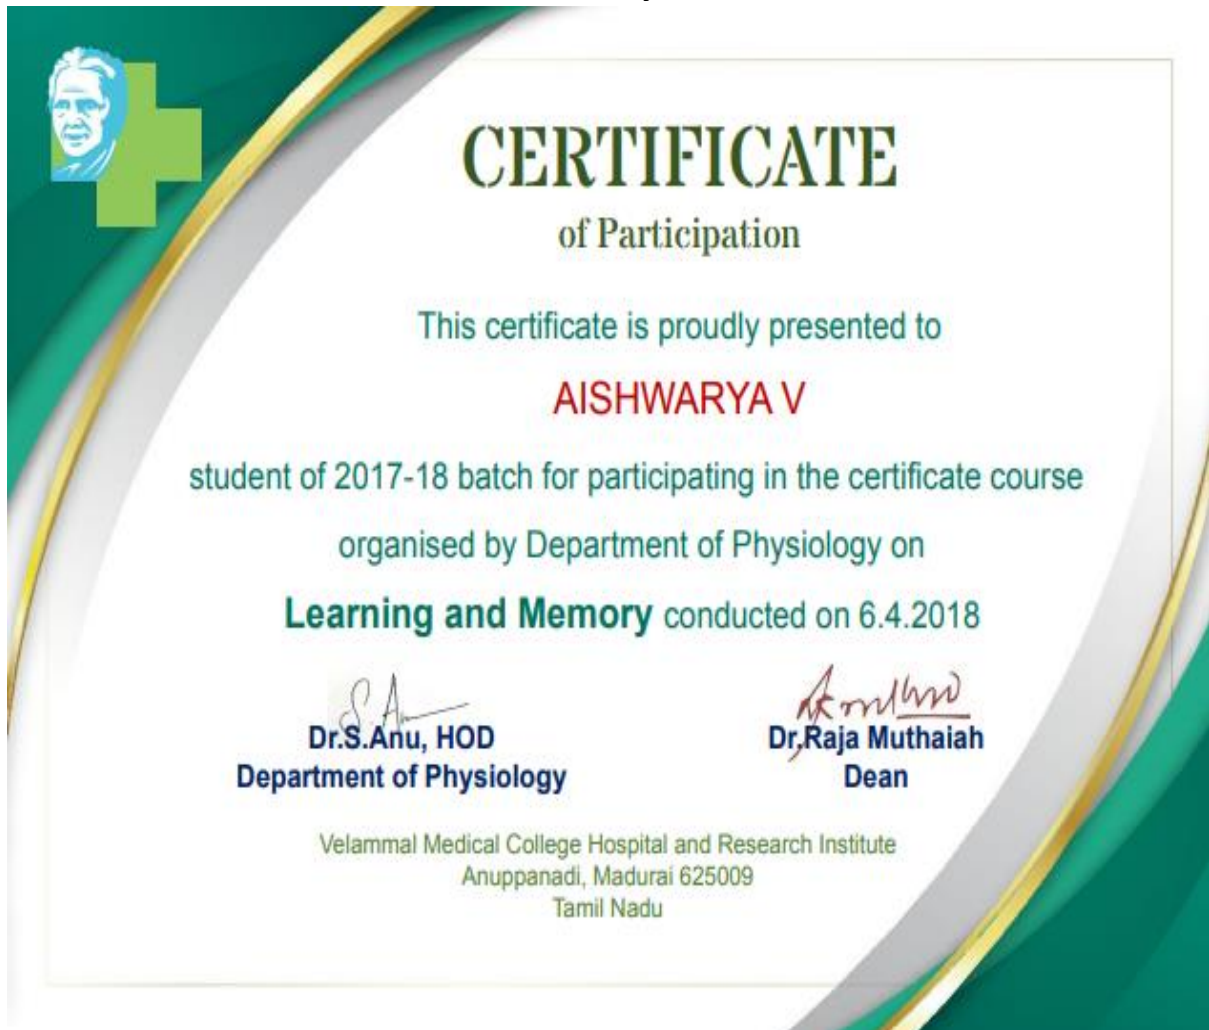 CERTIFICATE
of Participation
This certificate is proudly presented to
AISHWARYA V
student of 2017-18 batch for participating in the certificate course
organised by Department of Physiology on
Learning and Memory conducted on 6.4.2018
S. A
Dr.S.Anu, HOD
Department of Physiology
Dr,Raja Muthaiah
Dean
Velammal Medical College Hospital and Research Institute
Anuppanadi, Madurai 625009
Tamil Nadu